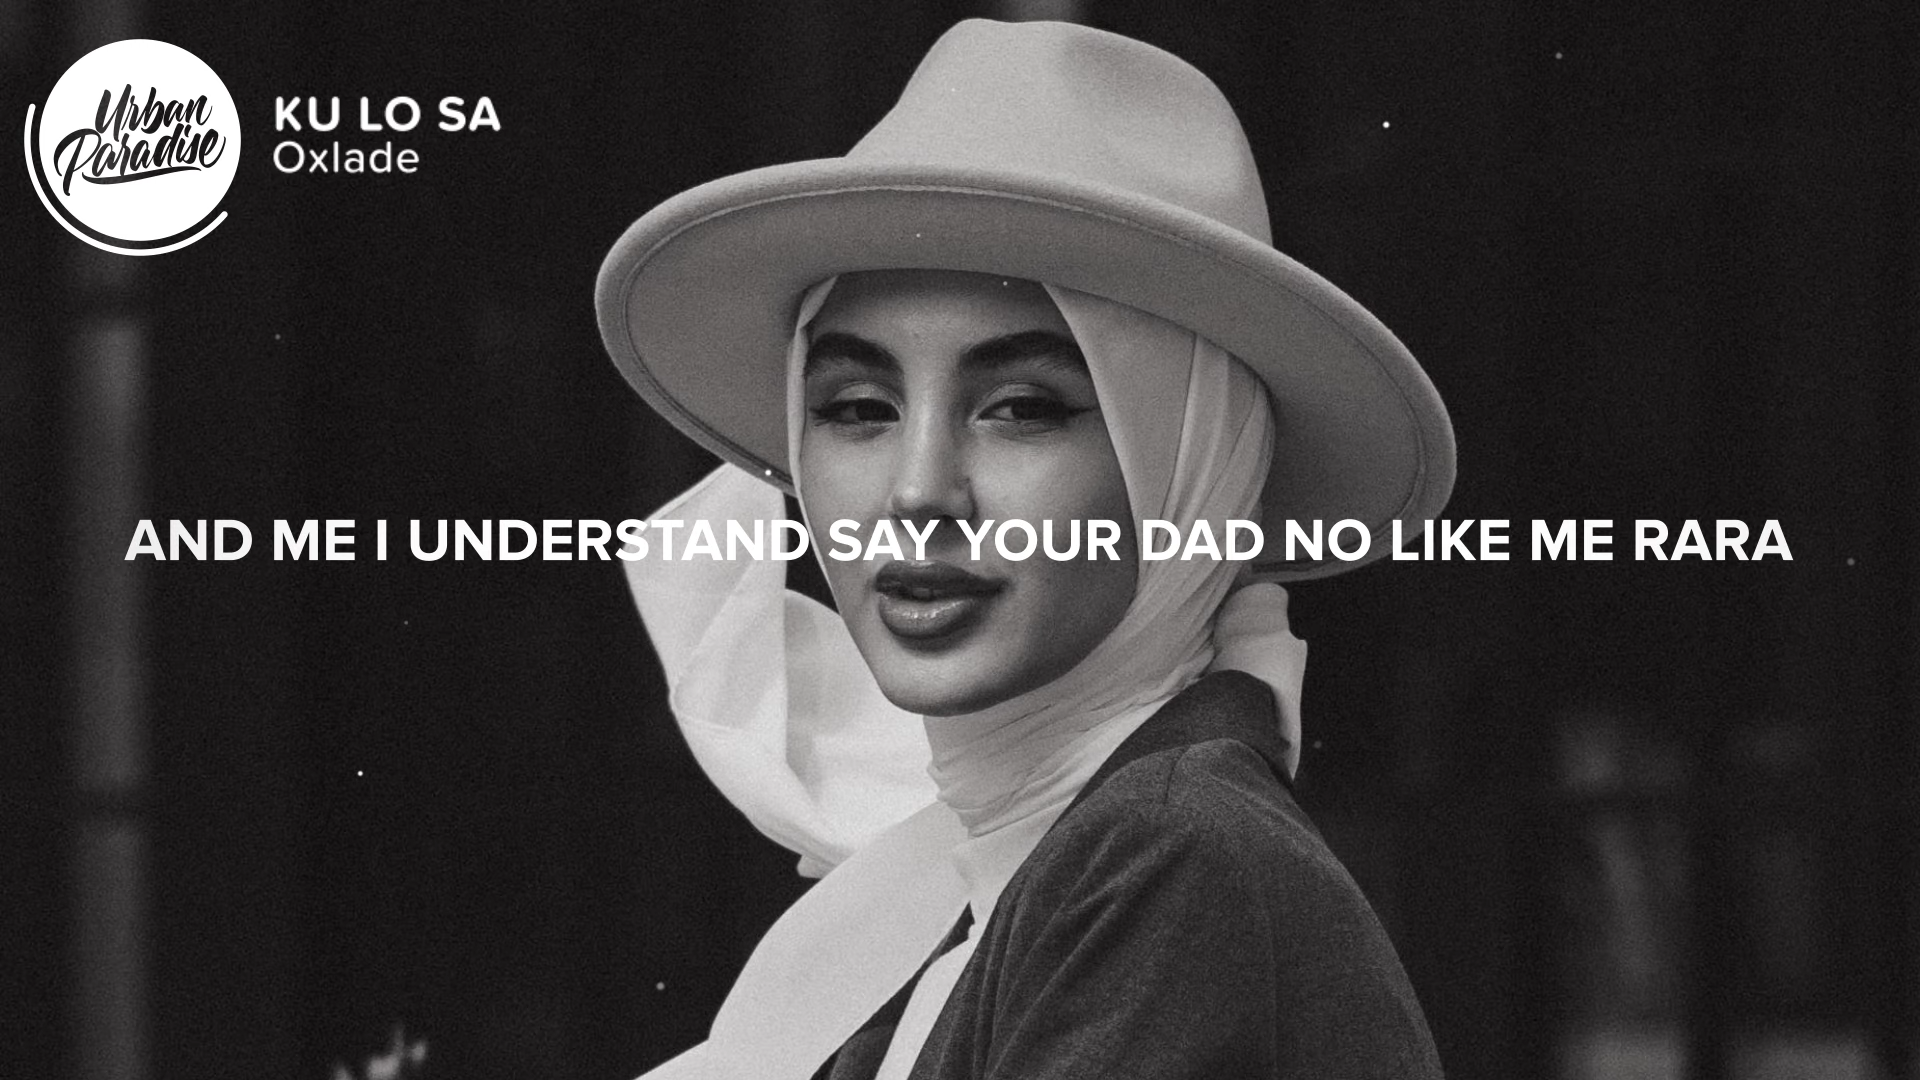 Urban
Paradise
KU LO SA
Oxlade
AND ME I UNDERSTAND SAY YOUR DAD NO LIKE ME RARA